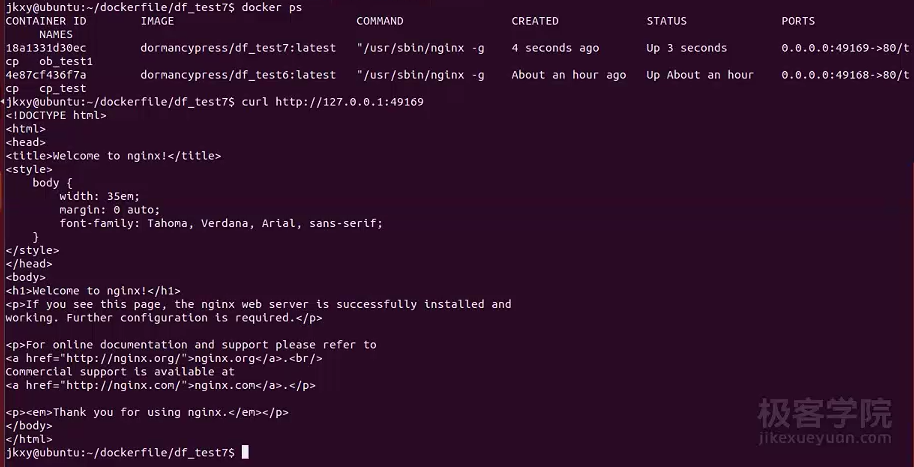 jkxy@ubuntu:~/dockerfile/df_test7$ docker ps
CONTAINER ID        IMAGE                           COMMAND                CREATED             STATUS              PORTS
     NAMES
18a1331d30ec        dormancypress/df_test7:latest   "/usr/sbin/nginx -g    4 seconds ago       Up 3 seconds        0.0.0.0:49169->80/t
cp   ob_test1
4e87cf436f7a        dormancypress/df_test6:latest   "/usr/sbin/nginx -g    About an hour ago   Up About an hour    0.0.0.0:49168->80/t
cp   cp_test
jkxy@ubuntu:~/dockerfile/df_test7$ curl http://127.0.0.1:49169
<!DOCTYPE html>
<html>
<head>
<title>Welcome to nginx!</title>
<style>
    body {
        width: 35em;
        margin: 0 auto;
        font-family: Tahoma, Verdana, Arial, sans-serif;
    }
</style>
</head>
<body>
<h1>Welcome to nginx!</h1>
<p>If you see this page, the nginx web server is successfully installed and
working. Further configuration is required.</p>

<p>For online documentation and support please refer to
<a href="http://nginx.org/">nginx.org</a>.<br/>
Commercial support is available at
<a href="http://nginx.com/">nginx.com</a>.</p>

<p><em>Thank you for using nginx.</em></p>
</body>
</html>
jkxy@ubuntu:~/dockerfile/df_test7$
极客学院
jikexueyuan.com